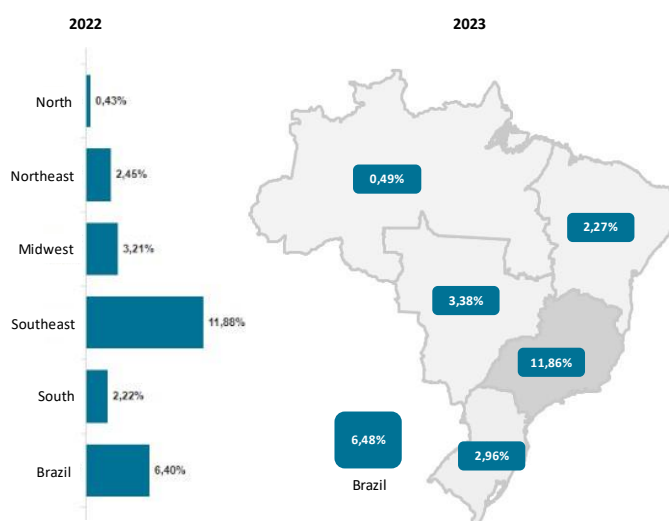 2022
North
0,43%
Northeast
2,45%
Midwest
3,21%
Southeast
11,88%
South
2,22%
Brazil
6,40%
2023
0,49%
2,27%
3,38%
11,86%
6,48%
Brazil
2,96%